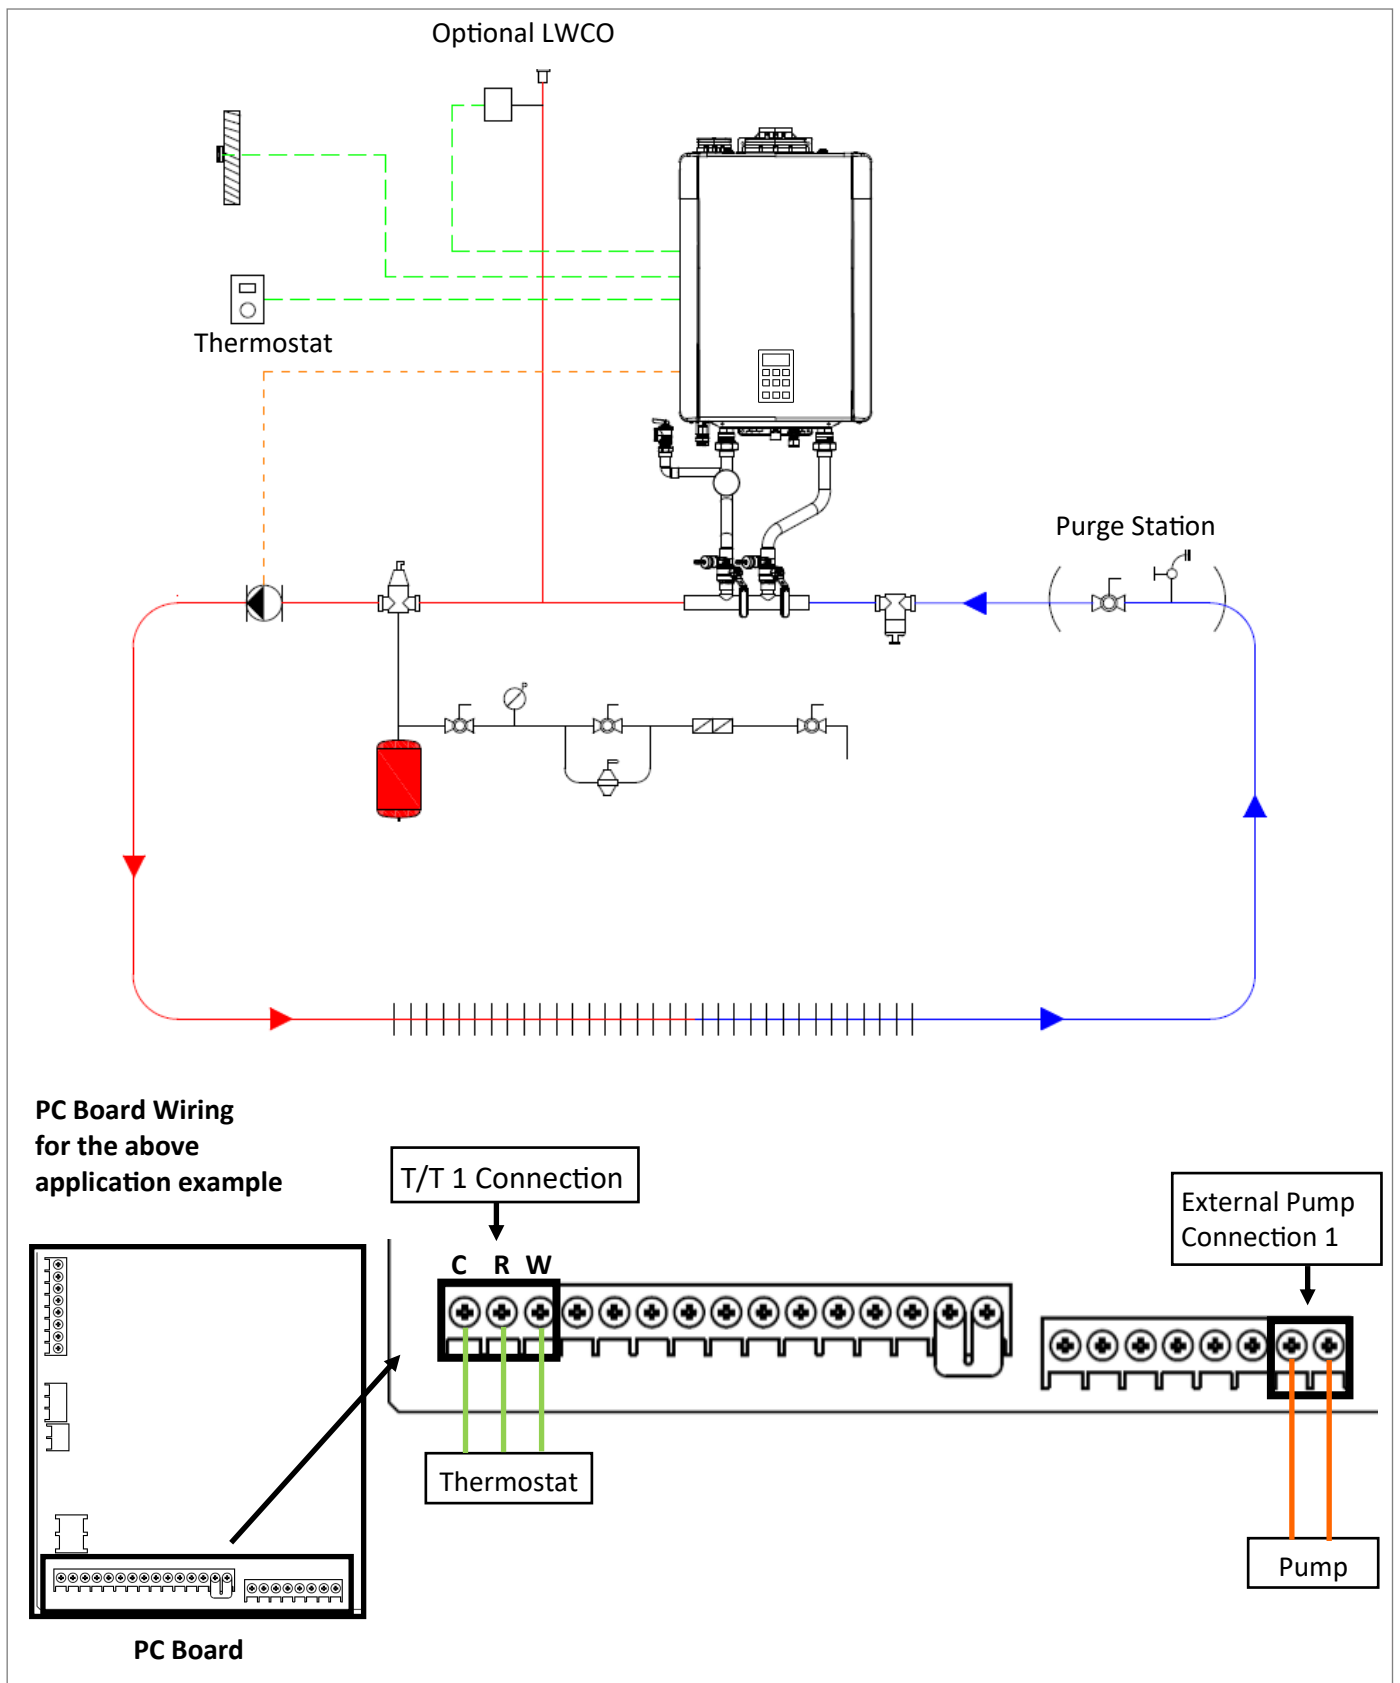 Optional LWCO
Thermostat
Purge Station
PC Board Wiring
for the above
application example
T/T 1 Connection
External Pump
Connection 1
C R W
Thermostat
Pump
PC Board